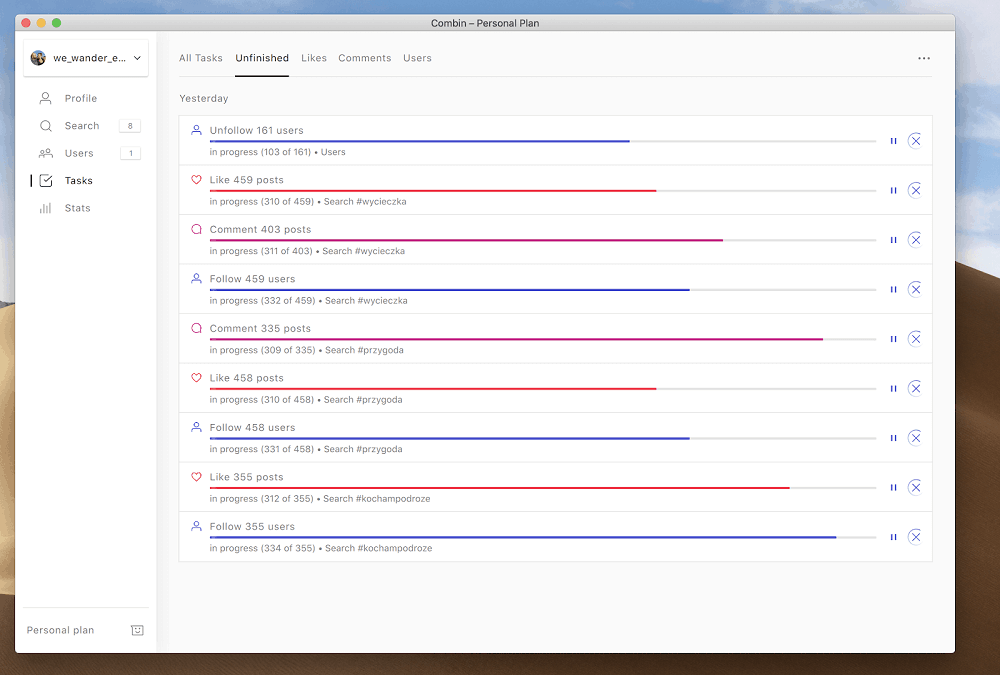 Combin – Personal Plan
we_wander_e...
Profile
Search 8
Users 1
Tasks
Stats
Personal plan
All Tasks Unfinished Likes Comments Users
Yesterday
Unfollow 161 users
in progress (103 of 161) • Users
Like 459 posts
in progress (310 of 459) • Search #wycieczka
Comment 403 posts
in progress (311 of 403) • Search #wycieczka
Follow 459 users
in progress (332 of 459) • Search #wycieczka
Comment 335 posts
in progress (309 of 335) • Search #przygoda
Like 458 posts
in progress (310 of 458) • Search #przygoda
Follow 458 users
in progress (331 of 458) • Search #przygoda
Like 355 posts
in progress (312 of 355) • Search #kochampodroze
Follow 355 users
in progress (334 of 355) • Search #kochampodroze